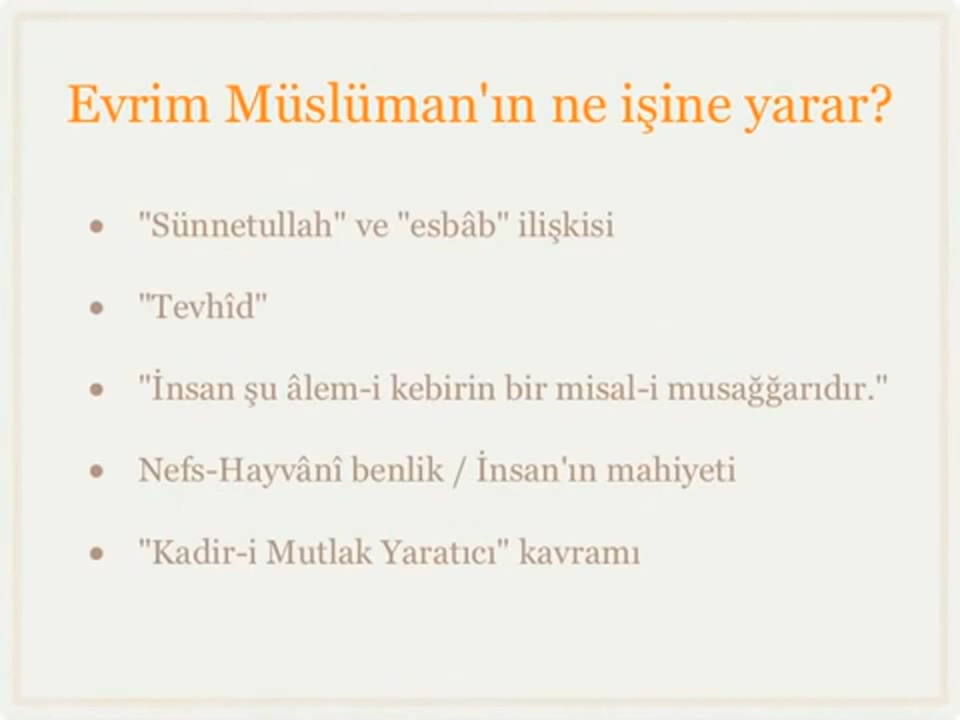 Evrim Müslüman'ın ne işine yarar?
• "Sünnetullah" ve "esbâb" ilişkisi
• "Tevhîd"
• "İnsan şu âlem-i kebirin bir misal-i musağğarıdır."
• Nefs-Hayvânî benlik / İnsan'ın mahiyeti
• "Kadir-i Mutlak Yaratıcı" kavramı